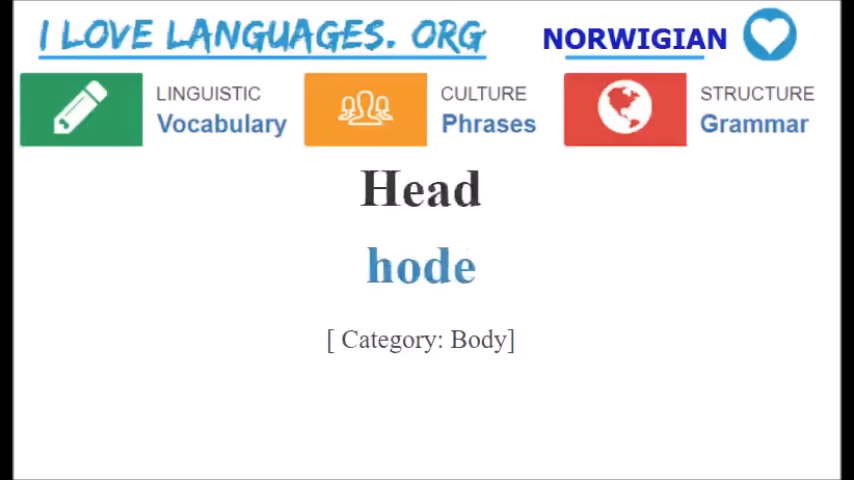 I LOVE LANGUAGES. ORG
NORWIGIAN
LINGUISTIC
Vocabulary
CULTURE
Phrases
STRUCTURE
Grammar
Head
hode
[ Category: Body]